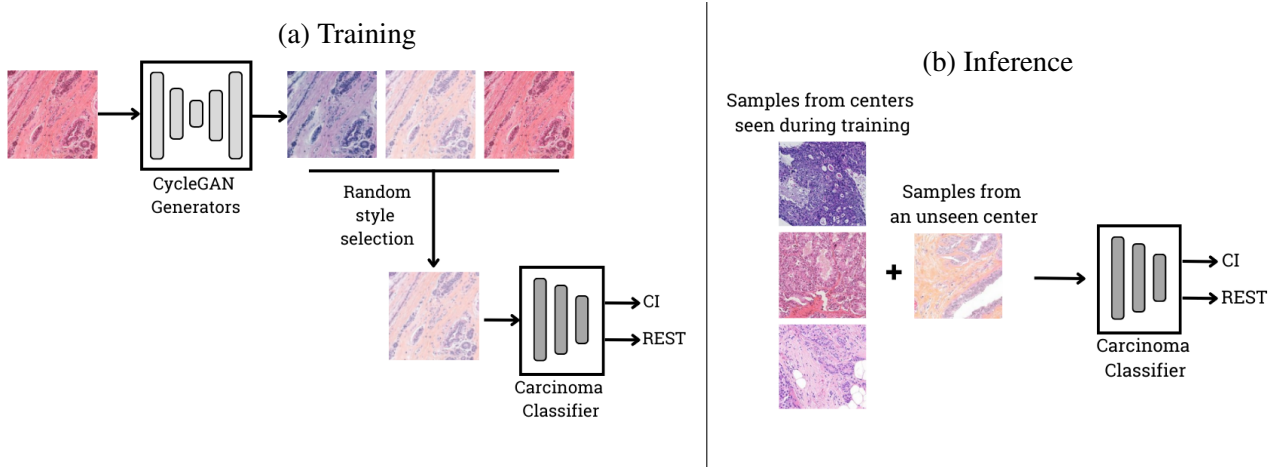 (a) Training
CycleGAN
Generators
Random
style
selection
CI
REST
Carcinoma
Classifier
(b) Inference
Samples from centers
seen during training
Samples from
an unseen center
+
CI
REST
Carcinoma
Classifier